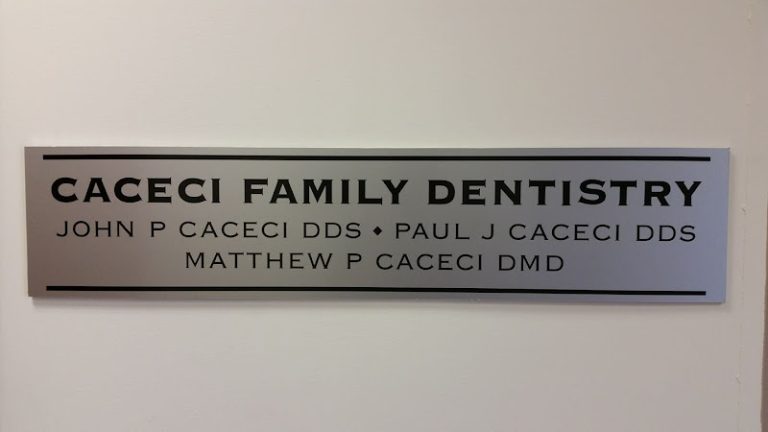 CACECI FAMILY DENTISTRY
JOHN P CACECI DDS ◆ PAUL J CACECI DDS
MATTHEW P CACECI DMD